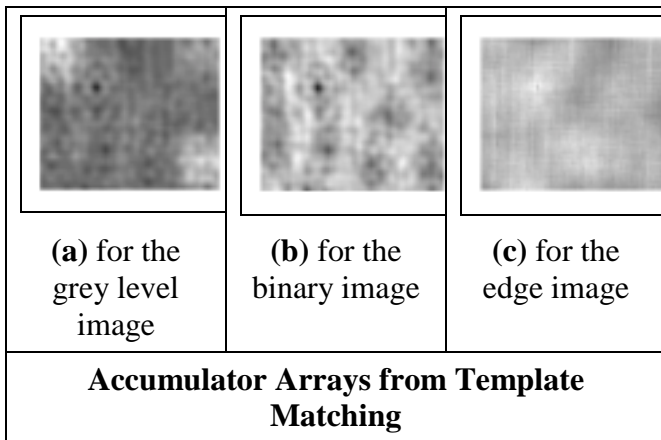 (a) for the
grey level
image
(b) for the
binary image
(c) for the
edge image
Accumulator Arrays from Template
Matching